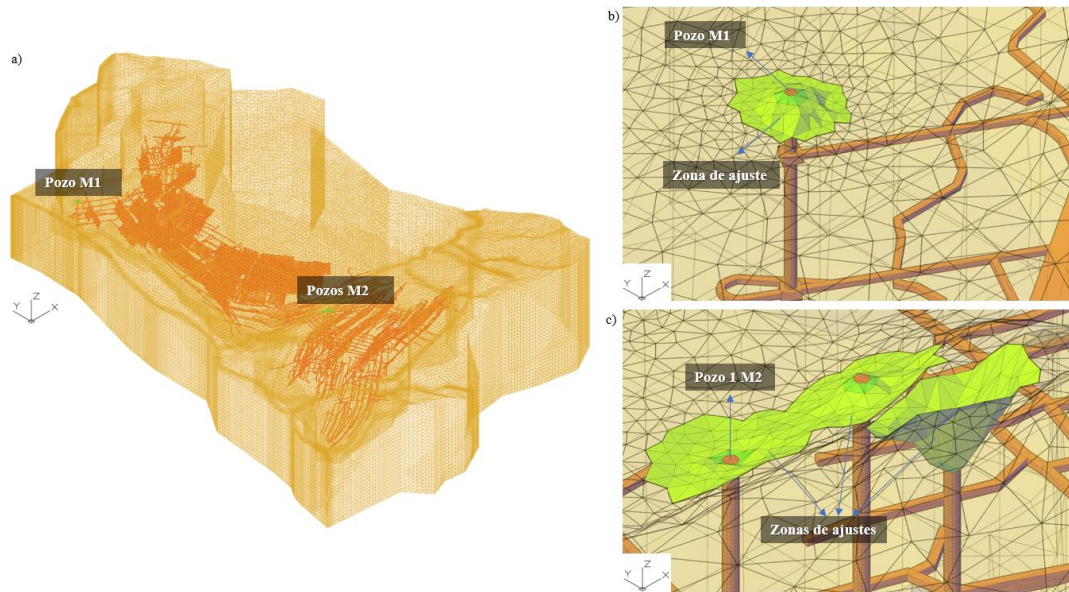 a)
Pozo M1
Pozos M2
Z
Y
X
b)
Pozo M1
Zona de ajuste
Z
Y
X
c)
Pozo 1 M2
Zonas de ajustes
Z
Y
X